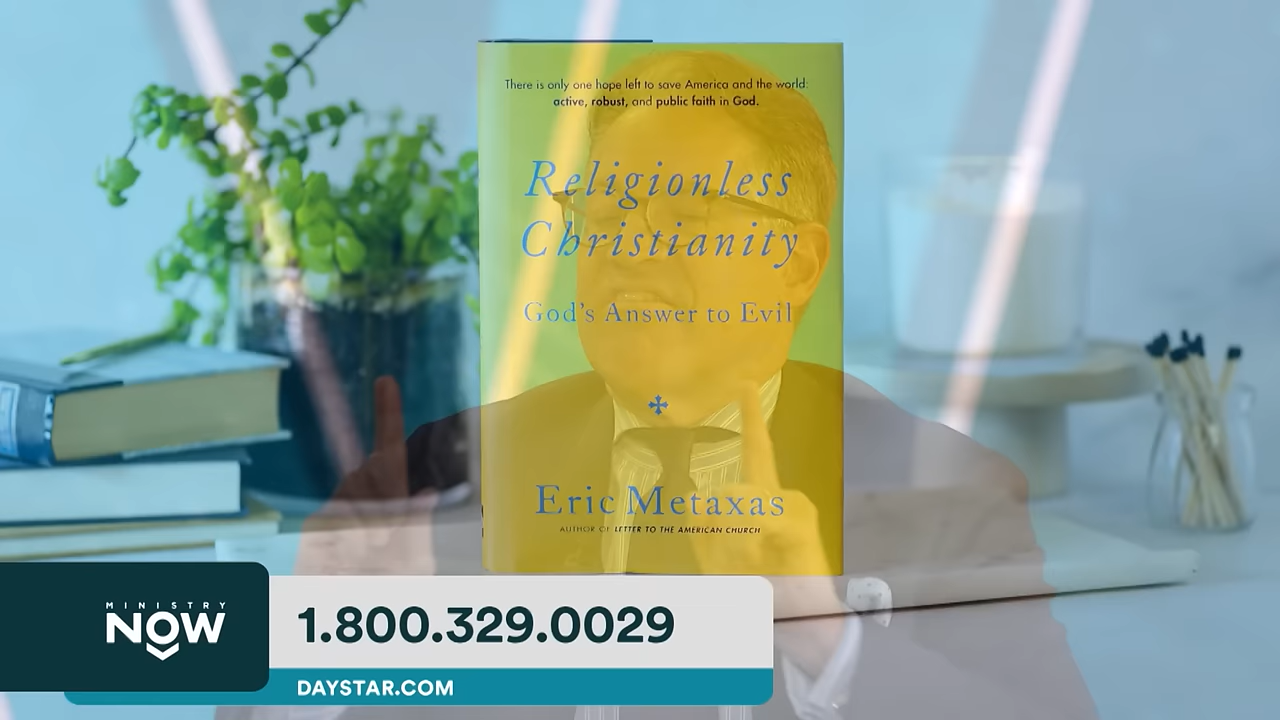 There is only one hope left to save America and the world:
active, robust, and public faith in God.
Religionless
Christianity
God's Answer to Evil
Eric Metaxas
AUTHOR OF LETTER TO THE AMERICAN CHURCH
MINISTRY
NOW
1.800.329.0029
DAYSTAR.COM